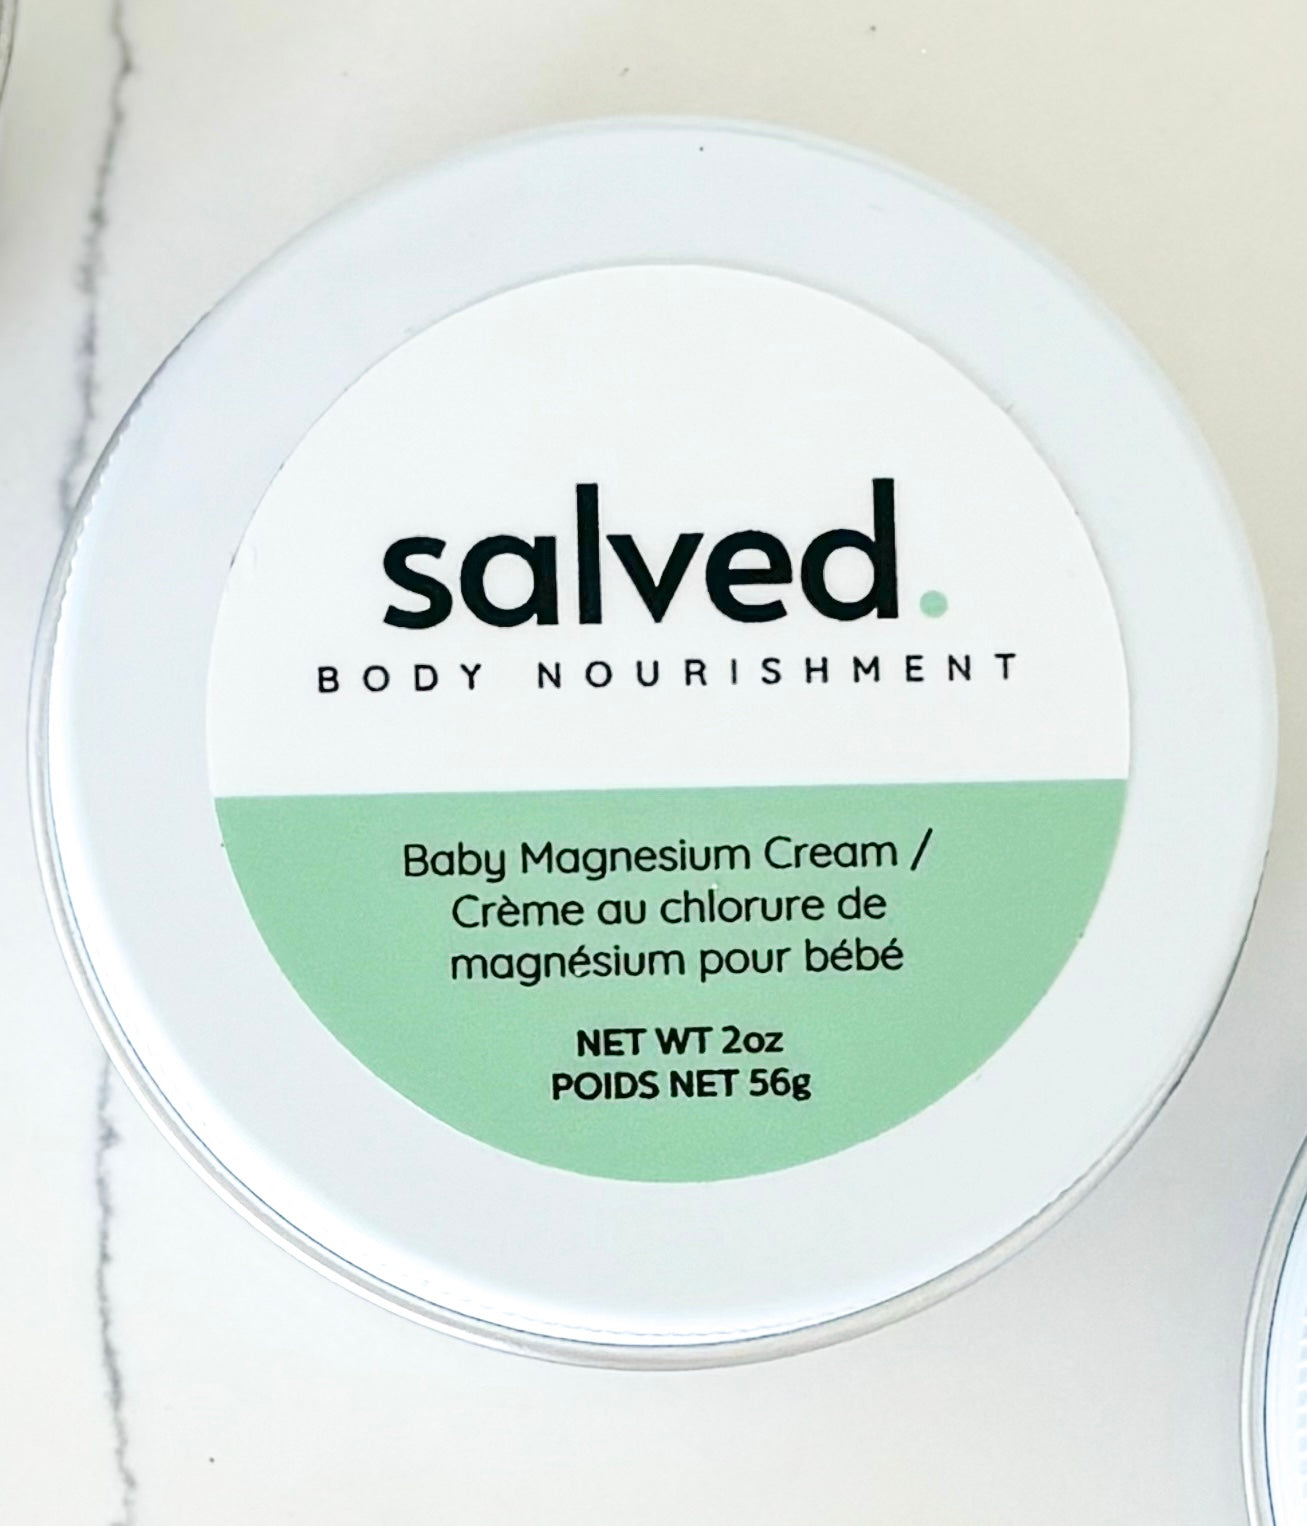 salved.
BODY NOURISHMENT
Baby Magnesium Cream /
Crème au chlorure de
magnésium pour bébé
NET WT 2oz
POIDS NET 56g